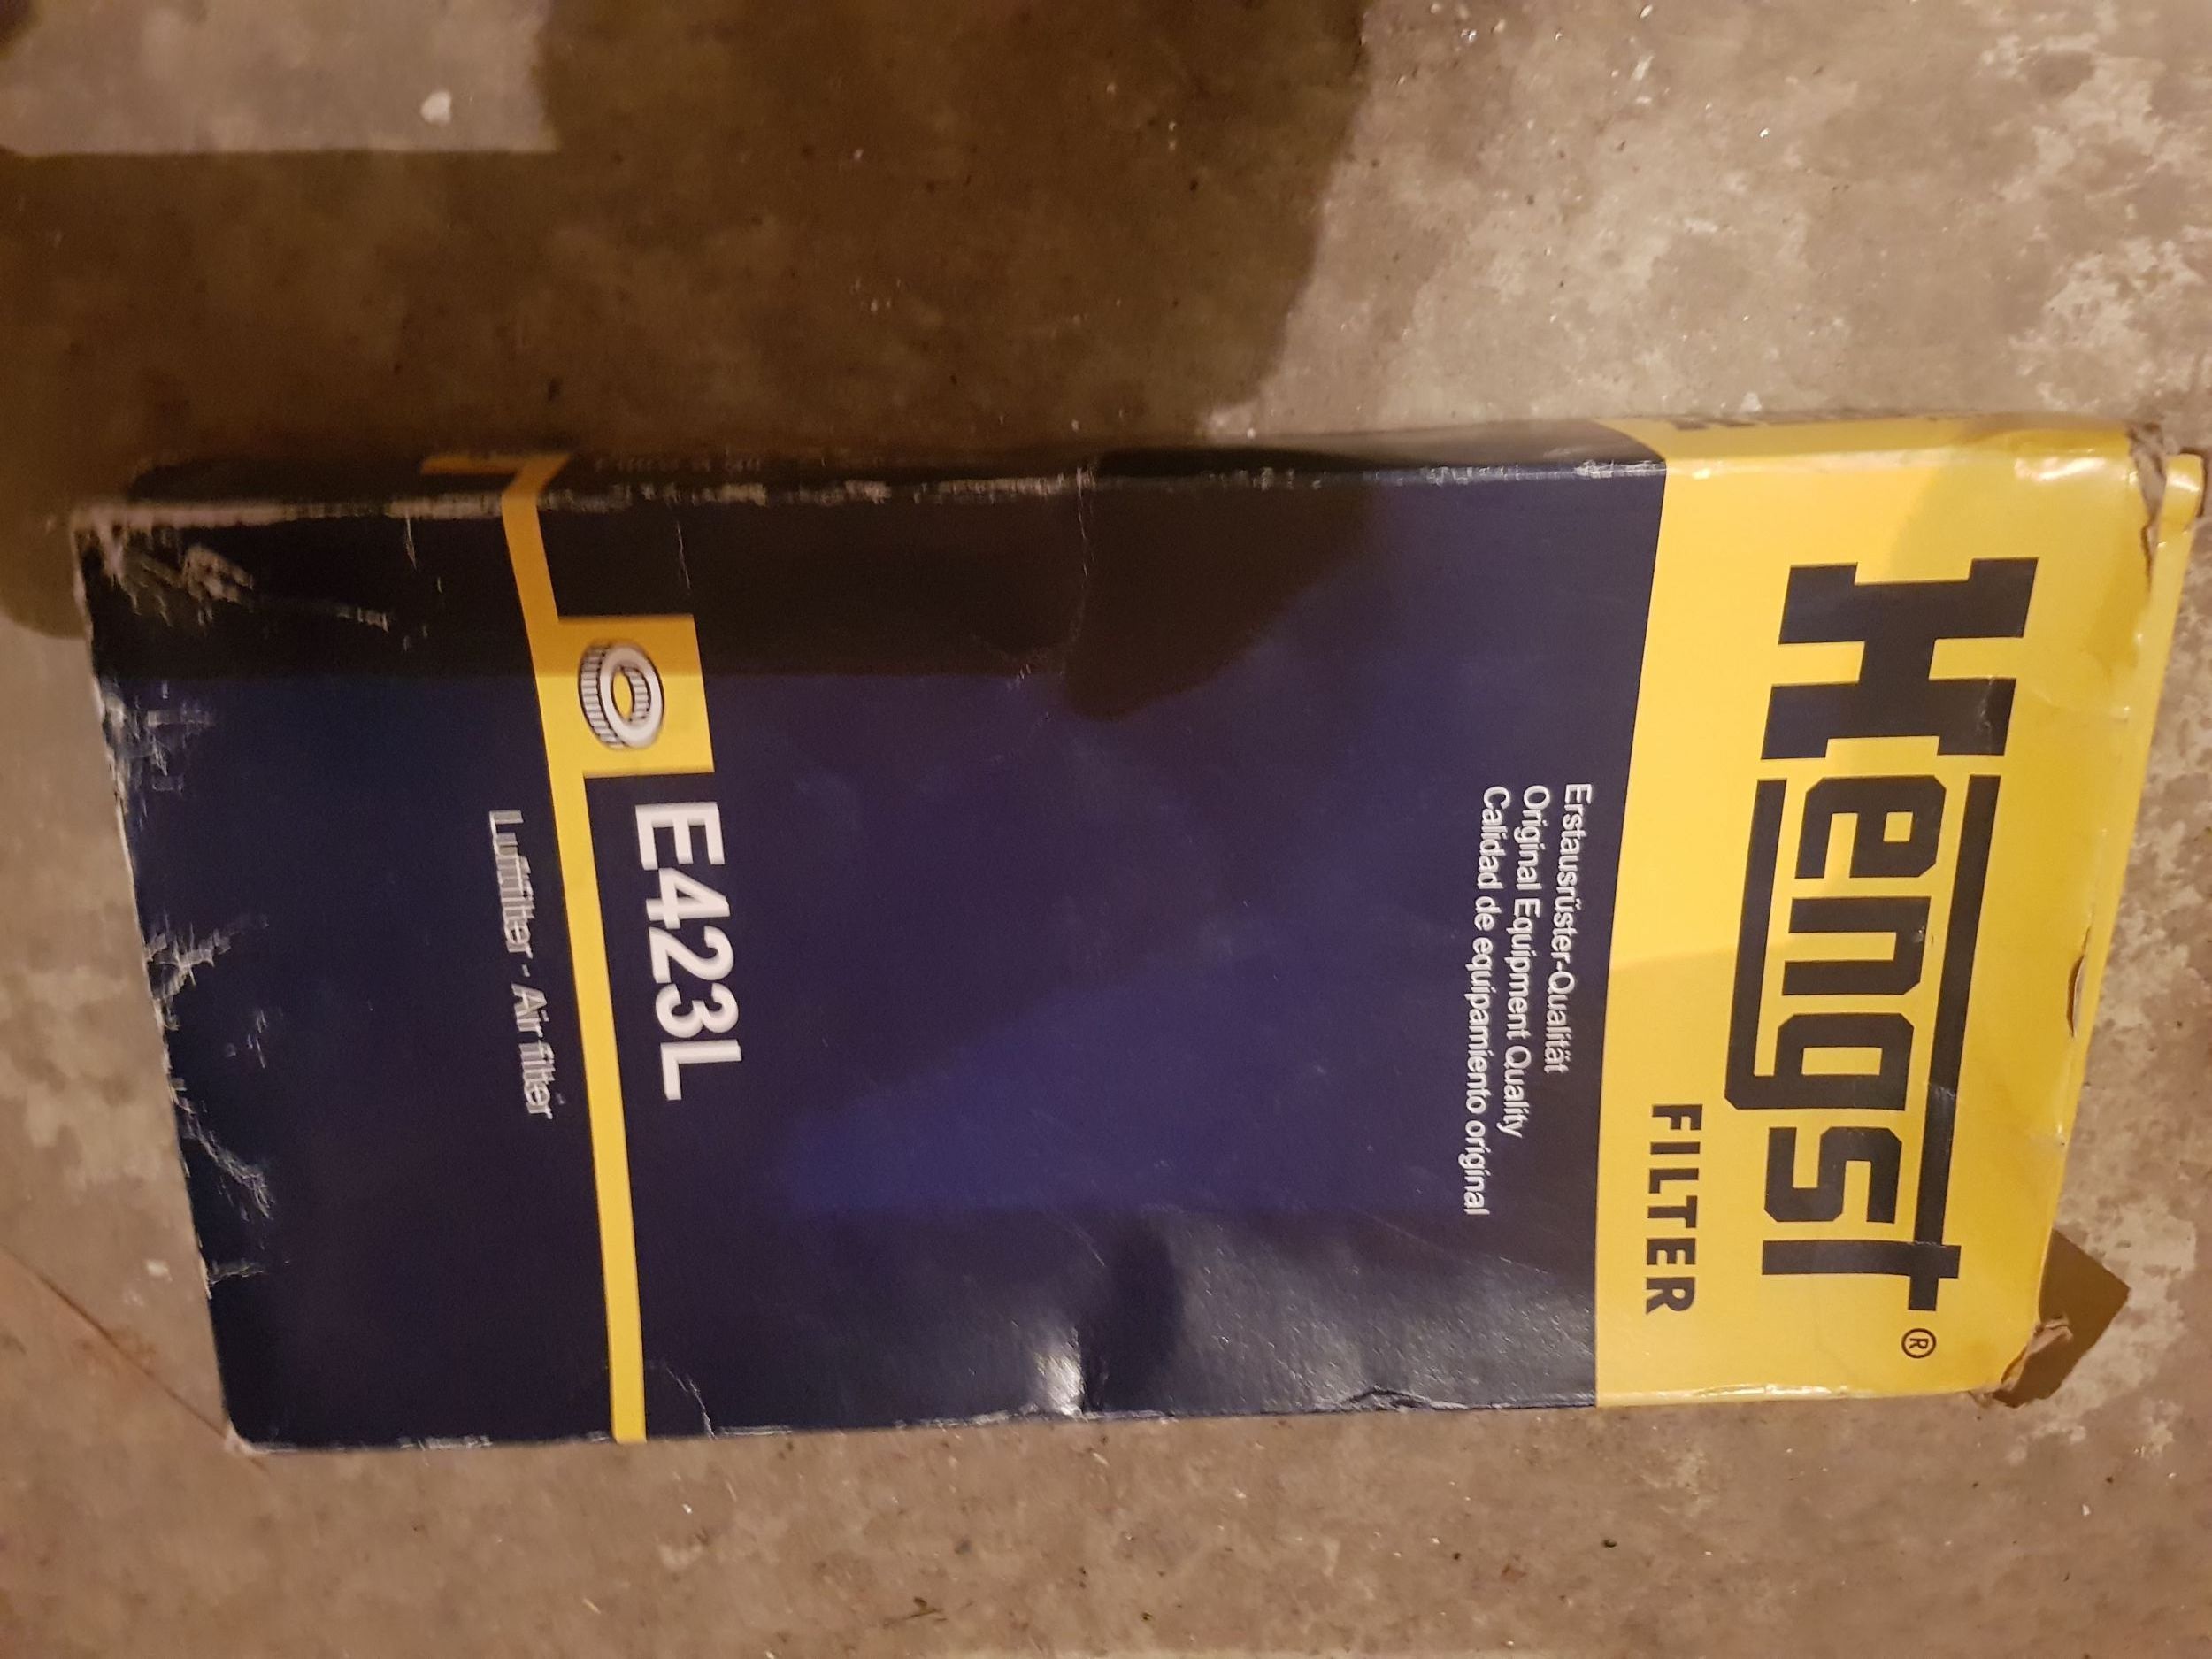 Hengst®
FILTER
Erstausrüster-Qualität
Original Equipment Quality
Calidad de equipamiento original
E423L
Luftfilter - Air filter